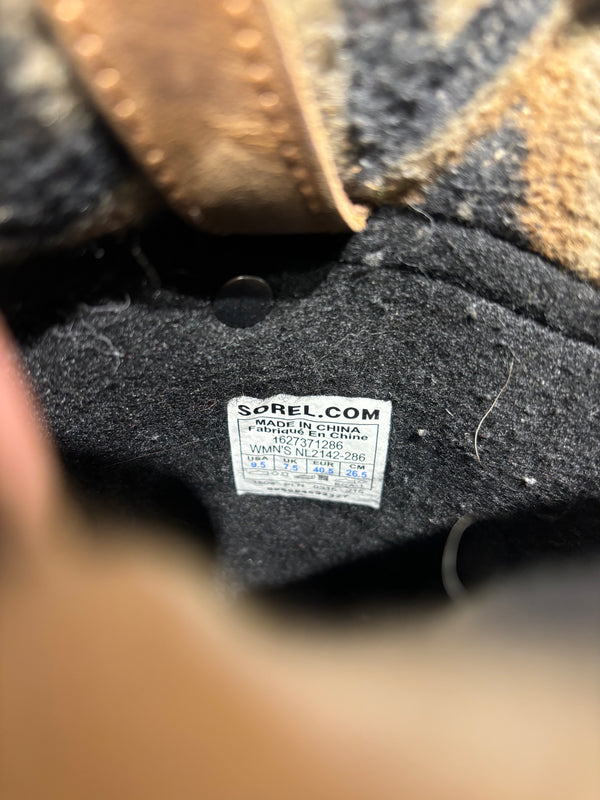 SOREL.COM
MADE IN CHINA
Fabriqué En Chine
1627371286
WMN'S NL2142-286
USA UK EUR CM
9.5 7.5 40.5 26.5